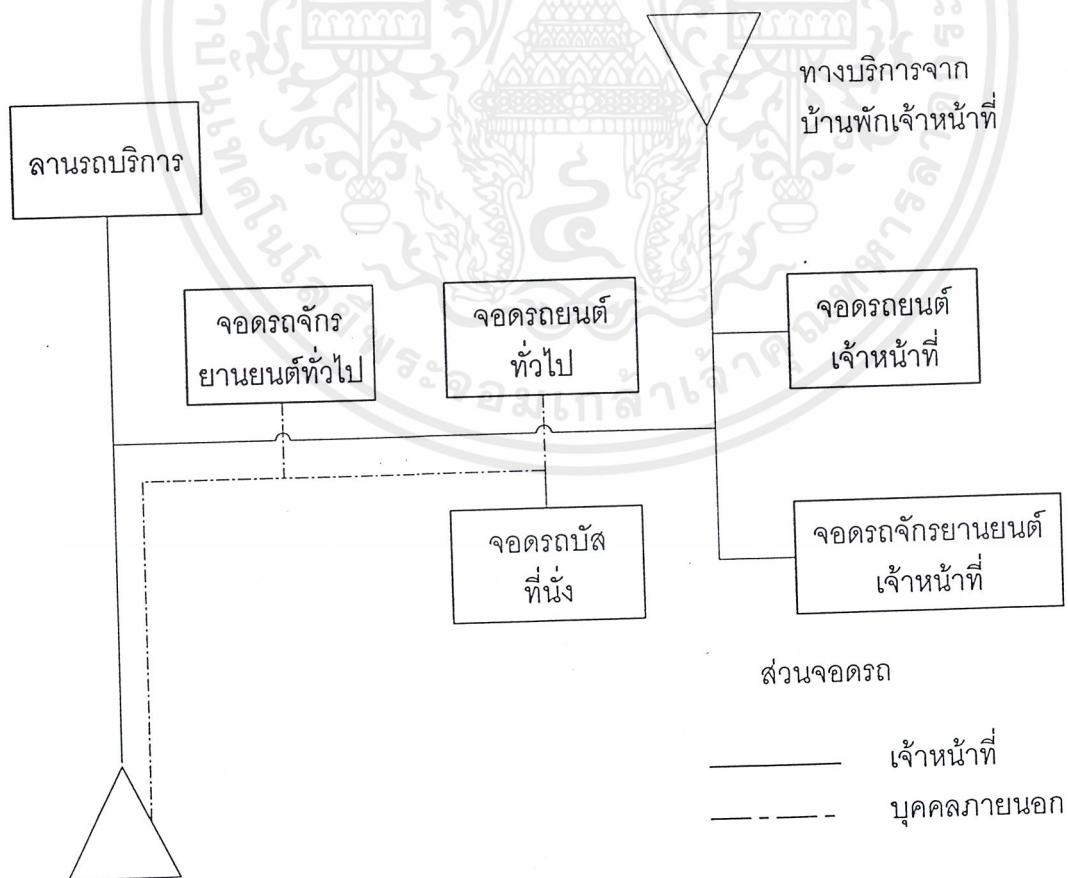 ทางบริการจาก
บ้านพักเจ้าหน้าที่
ลานรถบริการ
จอดรถจักร
ยานยนต์ทั่วไป
จอดรถยนต์
ทั่วไป
จอดรถยนต์
เจ้าหน้าที่
จอดรถบัส
ที่นั่ง
จอดรถจักรยานยนต์
เจ้าหน้าที่
ส่วนจอดรถ
เจ้าหน้าที่
บุคคลภายนอก